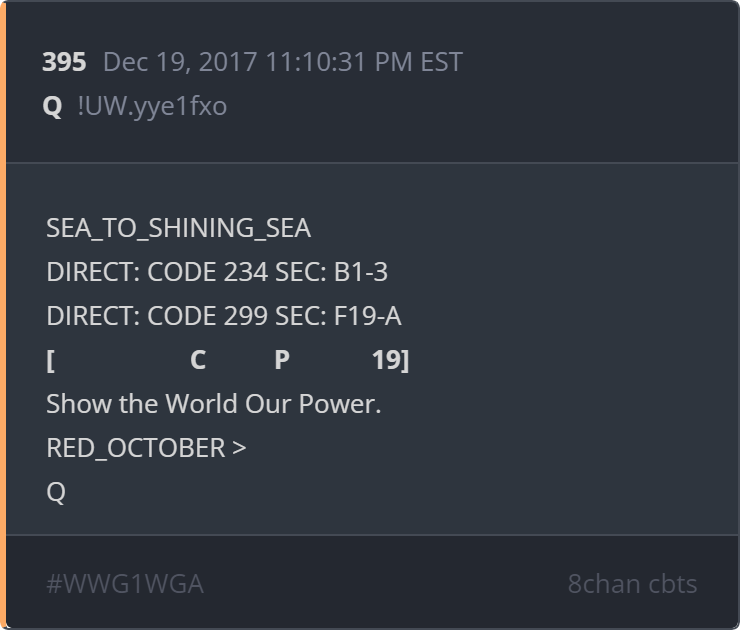 395 Dec 19, 2017 11:10:31 PM EST
Q !UW.yye1fxo
SEA_TO_SHINING_SEA
DIRECT: CODE 234 SEC: B1-3
DIRECT: CODE 299 SEC: F19-A
[ C P 19]
Show the World Our Power.
RED_OCTOBER >
Q
#WWG1WGA 8chan cbts